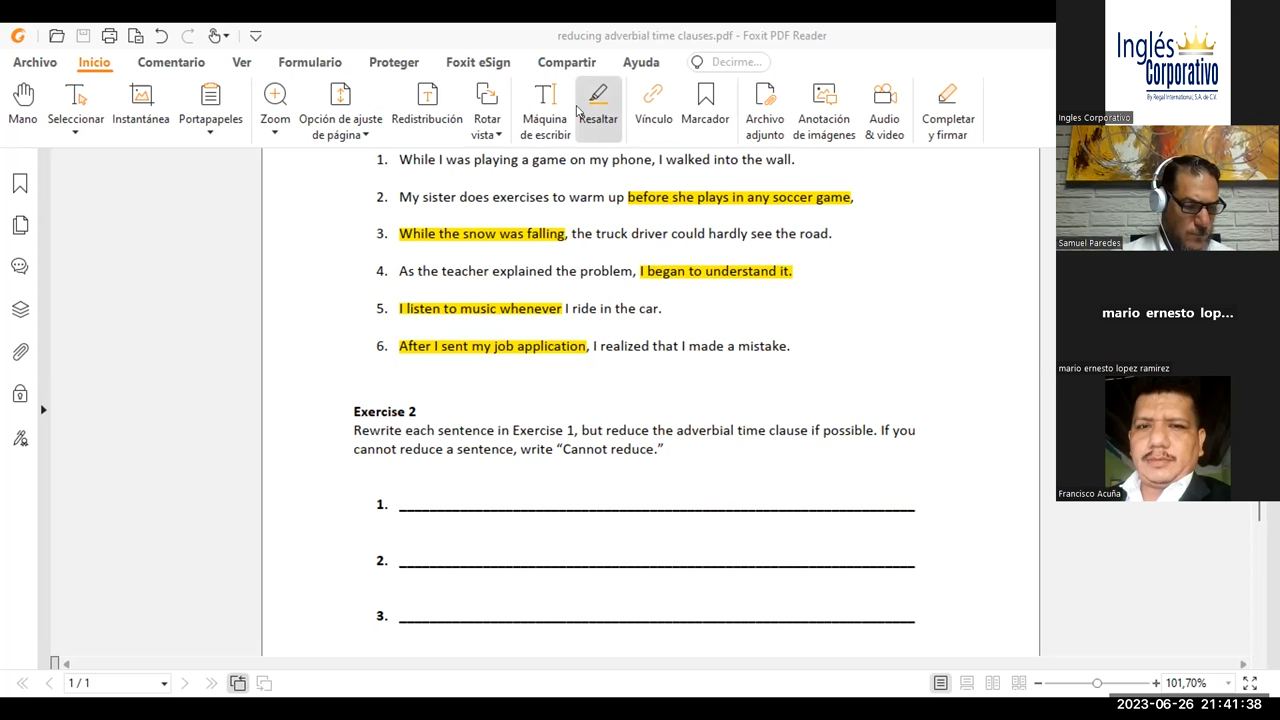 reducing adverbial time clauses.pdf - Foxit PDF Reader
Archivo Inicio Comentario Ver Formulario Proteger Foxit eSign Compartir Ayuda Decirme...
Mano Seleccionar Instantánea Portapapeles Zoom Opción de ajuste de página Redistribución Rotar vista Máquina de escribir Resaltar Vínculo Marcador Archivo adjunto Anotación de imágenes Audio & video Completar y firmar
1. While I was playing a game on my phone, I walked into the wall.
2. My sister does exercises to warm up before she plays in any soccer game,
3. While the snow was falling, the truck driver could hardly see the road.
4. As the teacher explained the problem, I began to understand it.
5. I listen to music whenever I ride in the car.
6. After I sent my job application, I realized that I made a mistake.
Exercise 2
Rewrite each sentence in Exercise 1, but reduce the adverbial time clause if possible. If you
cannot reduce a sentence, write “Cannot reduce.”
1.
2.
3.
1 / 1
101,70%
Inglés
Corporativo
By Regal International, S.A. de C.V.
Ingles Corporativo
Samuel Paredes
mario ernesto lop...
mario ernesto lopez ramirez
Francisco Acuña
2023-06-26 21:41:38